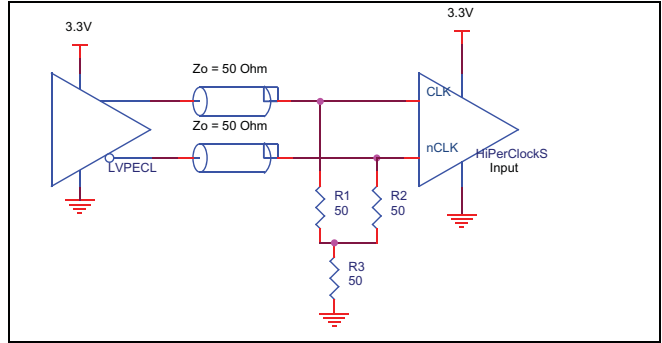 3.3V
3.3V
Zo = 50 Ohm
CLK
Zo = 50 Ohm
nCLK
LVPECL
HiPerClockS
Input
R1
50
R2
50
R3
50